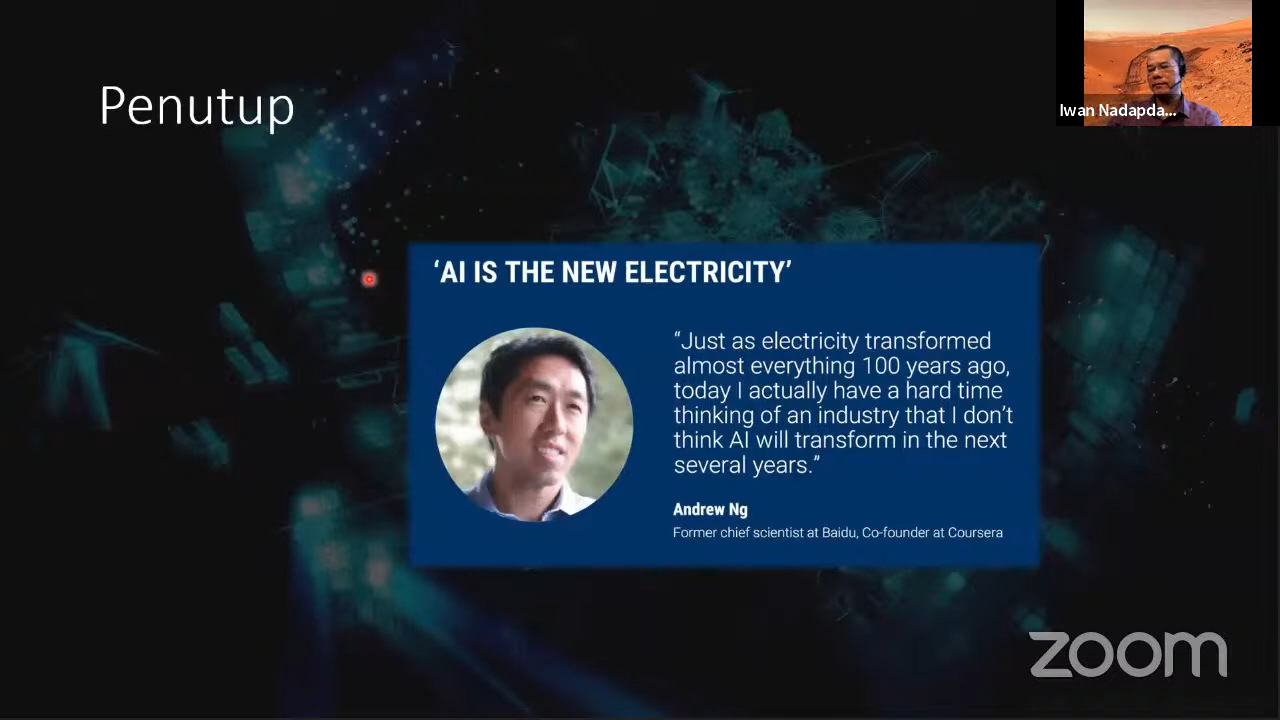 Penutup
Iwan Nadapda...
‘AI IS THE NEW ELECTRICITY’
“Just as electricity transformed
almost everything 100 years ago,
today I actually have a hard time
thinking of an industry that I don’t
think AI will transform in the next
several years.”
Andrew Ng
Former chief scientist at Baidu, Co-founder at Coursera
zoom